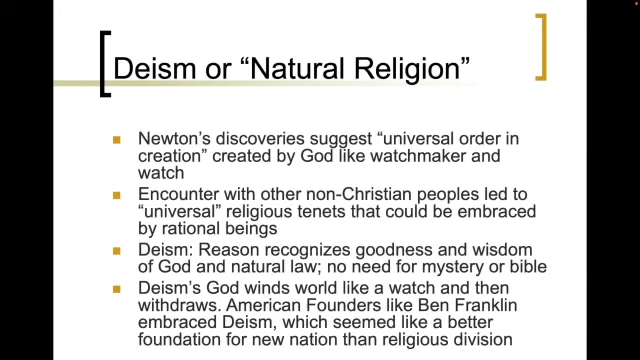 Deism or “Natural Religion”
Newton’s discoveries suggest “universal order in
creation” created by God like watchmaker and
watch
Encounter with other non-Christian peoples led to
“universal” religious tenets that could be embraced
by rational beings
Deism: Reason recognizes goodness and wisdom
of God and natural law; no need for mystery or bible
Deism’s God winds world like a watch and then
withdraws. American Founders like Ben Franklin
embraced Deism, which seemed like a better
foundation for new nation than religious division